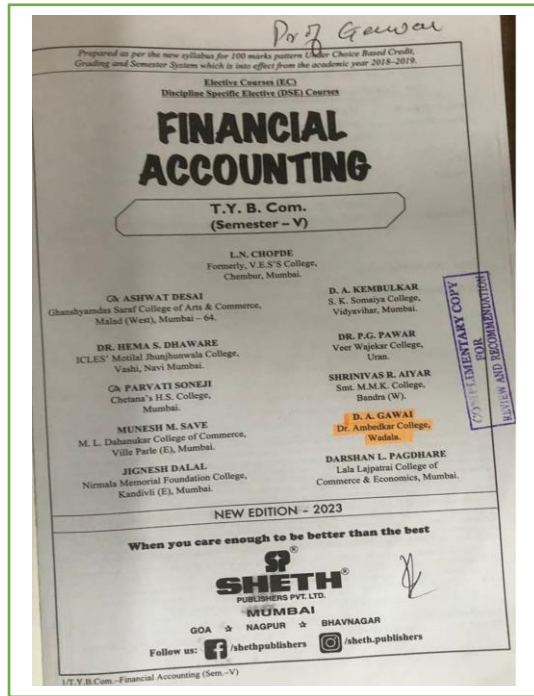 Prof Gawai
Prepared as per the new syllabus for 100 marks pattern Under Choice Based Credit,
Grading and Semester System which is into effect from the academic year 2018-2019.
Elective Courses (EC)
Discipline Specific Elective (DSE) Courses
FINANCIAL
ACCOUNTING
T.Y. B. Com.
(Semester – V)
L.N. CHOPDE
Formerly, V.E.S'S College,
Chembur, Mumbai.
CA ASHWAT DESAI
Ghanshyamdas Saraf College of Arts & Commerce,
Malad (West), Mumbai – 64.
DR. HEMA S. DHAWARE
ICLES' Motilal Jhunjhunwala College,
Vashi, Navi Mumbai.
CA PARVATI SONEJI
Chetana's H.S. College,
Mumbai.
MUNESH M. SAVE
M. L. Dahanukar College of Commerce,
Ville Parle (E), Mumbai.
JIGNESH DALAL
Nirmala Memorial Foundation College,
Kandivli (E), Mumbai.
D. A. KEMBULKAR
S. K. Somaiya College,
Vidyavihar, Mumbai.
DR. P.G. PAWAR
Veer Wajekar College,
Uran.
SHRINIVAS R. AIYAR
Smt. M.M.K. College,
Bandra (W).
D. A. GAWAI
Dr. Ambedkar College,
Wadala.
DARSHAN L. PAGDHARE
Lala Lajpatrai College of
Commerce & Economics, Mumbai.
COMPLIMENTARY COPY
FOR
REVIEW AND RECOMMENDATION
NEW EDITION - 2023
When you care enough to be better than the best
SP®
SHETH®
PUBLISHERS PVT. LTD.
MUMBAI
GOA ☆ NAGPUR ☆ BHAVNAGAR
Follow us: f /shethpublishers /sheth.publishers
1/T.Y.B.Com.–Financial Accounting (Sem.–V)